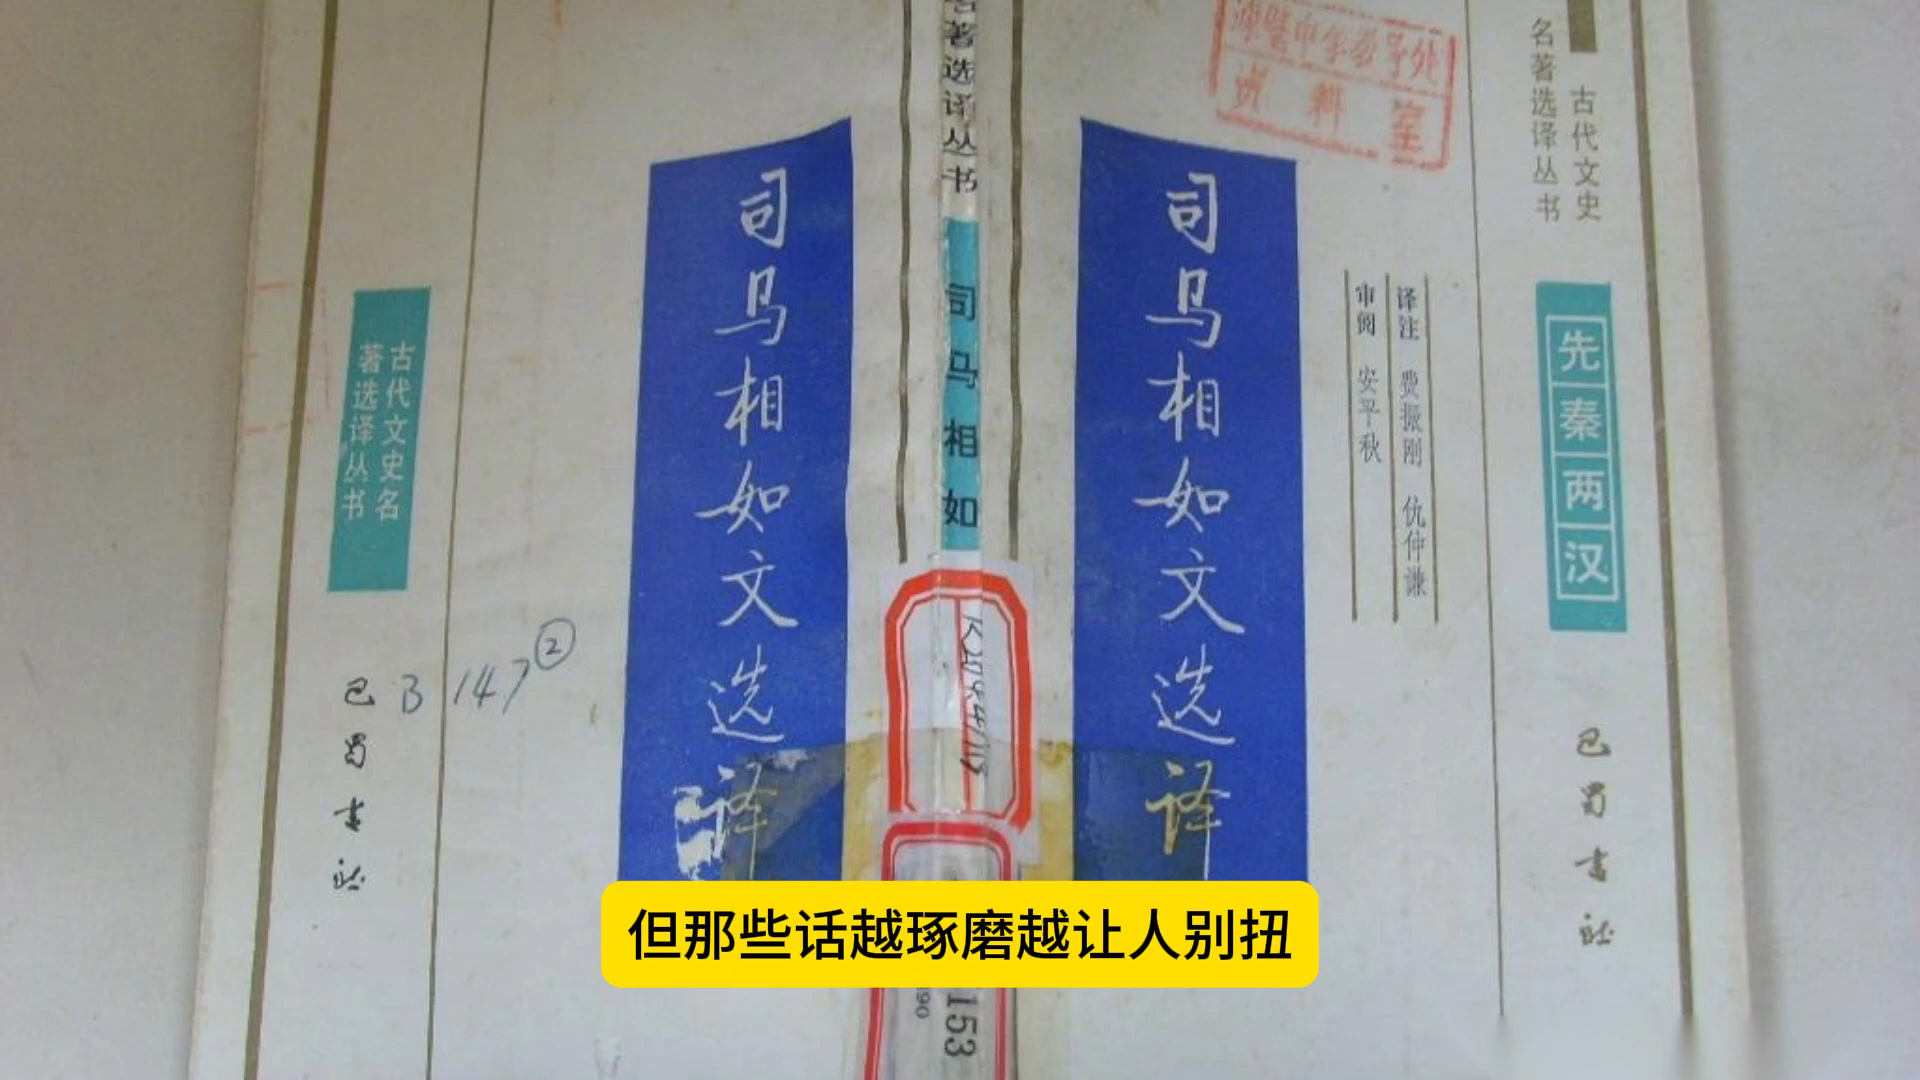 古代文史名
著选译丛书
巴蜀书社
B 147②
司马相如文选译
名著选译丛书
司马相如
153
司马相如文选译
资料室
译注 费振刚 仇仲谦
审阅 安平秋
古代文史
名著选译丛书
先秦两汉
巴蜀书社
但那些话越琢磨越让人别扭